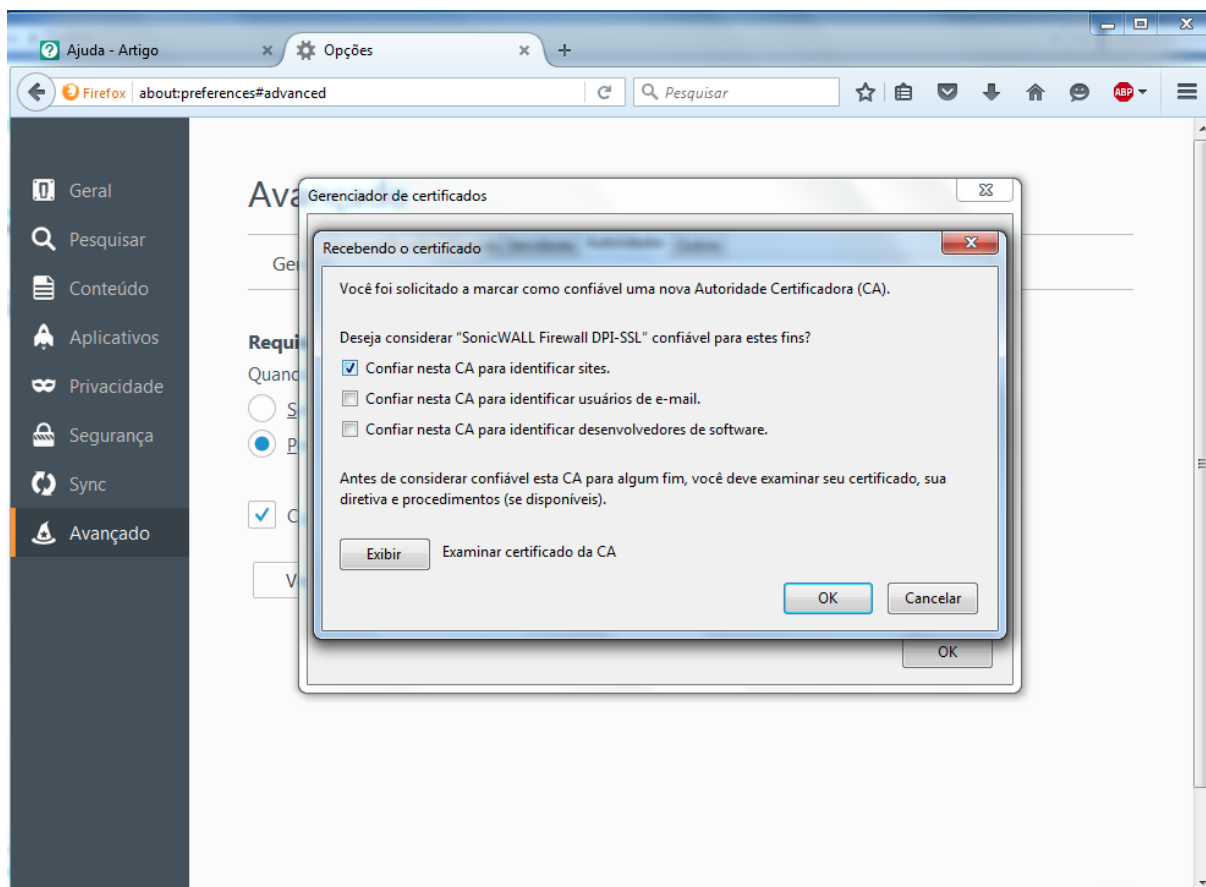 Ajuda - Artigo
Opções
Firefox
about:preferences#advanced
Pesquisar
ABP
Geral
Pesquisar
Conteúdo
Aplicativos
Privacidade
Segurança
Sync
Avançado
Gerenciador de certificados
Recebendo o certificado
Você foi solicitado a marcar como confiável uma nova Autoridade Certificadora (CA).
Deseja considerar “SonicWALL Firewall DPI-SSL” confiável para estes fins?
Confiar nesta CA para identificar sites.
Confiar nesta CA para identificar usuários de e-mail.
Confiar nesta CA para identificar desenvolvedores de software.
Antes de considerar confiável esta CA para algum fim, você deve examinar seu certificado, sua
diretiva e procedimentos (se disponíveis).
Exibir
Examinar certificado da CA
OK
Cancelar
OK